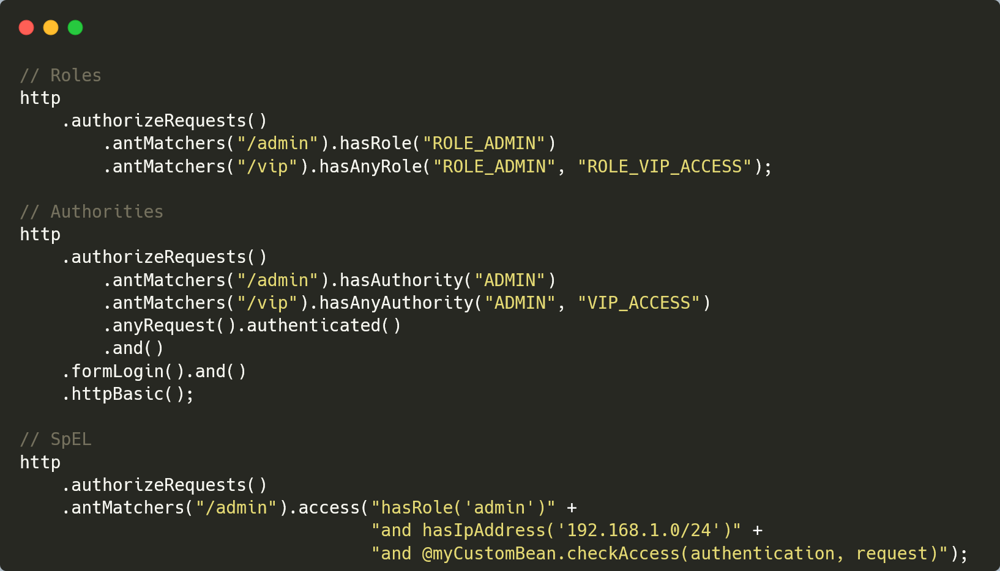 // Roles
http
    .authorizeRequests()
        .antMatchers("/admin").hasRole("ROLE_ADMIN")
        .antMatchers("/vip").hasAnyRole("ROLE_ADMIN", "ROLE_VIP_ACCESS");

// Authorities
http
    .authorizeRequests()
        .antMatchers("/admin").hasAuthority("ADMIN")
        .antMatchers("/vip").hasAnyAuthority("ADMIN", "VIP_ACCESS")
        .anyRequest().authenticated()
        .and()
    .formLogin().and()
    .httpBasic();

// SpEL
http
    .authorizeRequests()
    .antMatchers("/admin").access("hasRole('admin')" +
                                  "and hasIpAddress('192.168.1.0/24')" +
                                  "and @myCustomBean.checkAccess(authentication, request)");